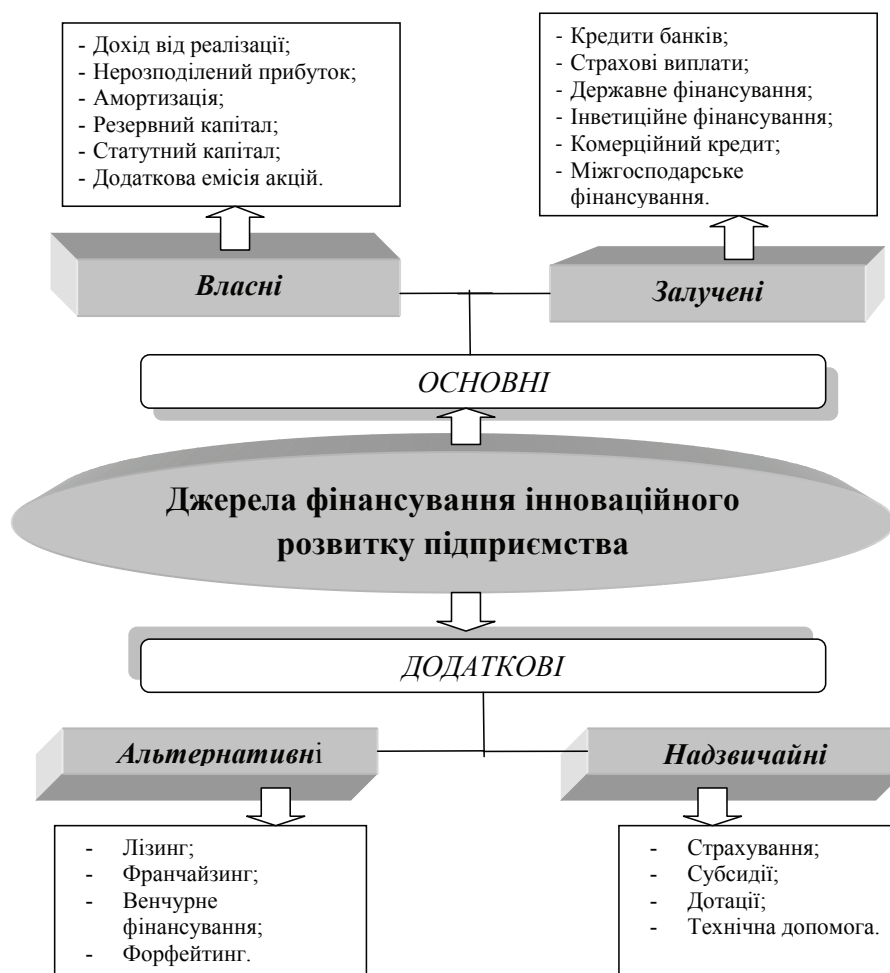 - Дохід від реалізації;
- Нерозподілений прибуток;
- Амортизація;
- Резервний капітал;
- Статутний капітал;
- Додаткова емісія акцій.
- Кредити банків;
- Страхові виплати;
- Державне фінансування;
- Інветиційне фінансування;
- Комерційний кредит;
- Міжгосподарське
фінансування.
Власні
Залучені
ОСНОВНІ
Джерела фінансування інноваційного
розвитку підприємства
ДОДАТКОВІ
Альтернативні
Надзвичайні
- Лізинг;
- Франчайзинг;
- Венчурне
фінансування;
- Форфейтинг.
- Страхування;
- Субсидії;
- Дотації;
- Технічна допомога.